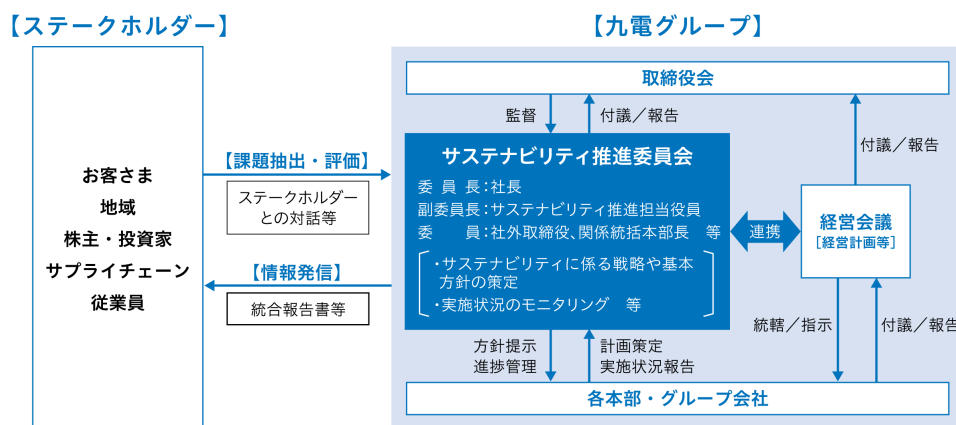 【ステークホルダー】
お客さま
地域
株主・投資家
サプライチェーン
従業員
【課題抽出・評価】
ステークホルダー
との対話等
【情報発信】
統合報告書等
【九電グループ】
取締役会
監督
付議／報告
付議／報告
サステナビリティ推進委員会
委員長：社長
副委員長：サステナビリティ推進担当役員
委員：社外取締役、関係統括本部長 等
・サステナビリティに係る戦略や基本
方針の策定
・実施状況のモニタリング 等
連携
経営会議
［経営計画等］
方針提示
進捗管理
計画策定
実施状況報告
統轄／指示
付議／報告
各本部・グループ会社